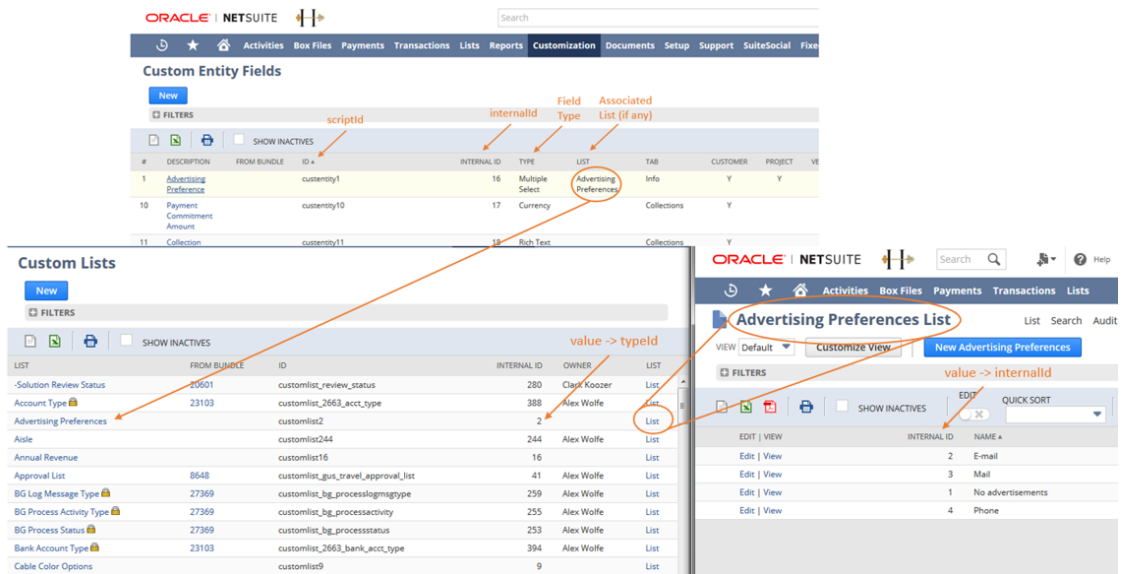 ORACLE | NETSUITE
Search
Activities Box Files Payments Transactions Lists Reports Customization Documents Setup Support SuiteSocial Fixe
Custom Entity Fields
New
FILTERS
scriptId
internalId
Field Type
Associated List (if any)
SHOW INACTIVES
# DESCRIPTION FROM BUNDLE ID INTERNAL ID TYPE LIST TAB CUSTOMER PROJECT VE
1 Advertising Preference custentity1 16 Multiple Select Advertising Preferences Info Y Y
10 Payment Commitment Amount custentity10 17 Currency Collections Y
11 Collection custentity11 18 Rich Text Collections Y
Custom Lists
New
FILTERS
SHOW INACTIVES
value -> typeId
LIST FROM BUNDLE ID INTERNAL ID OWNER LIST
-Solution Review Status 20601 customlist_review_status 280 Clark Koozer List
Account Type 23103 customlist_2663_acct_type 388 Alex Wolfe List
Advertising Preferences customlist2 2 List
Aisle customlist244 244 Alex Wolfe List
Annual Revenue customlist16 16 List
Approval List 8648 customlist_gus_travel_approval_list 41 Alex Wolfe List
BG Log Message Type 27369 customlist_bg_processlogmsgtype 259 Alex Wolfe List
BG Process Activity Type 27369 customlist_bg_processactivity 255 Alex Wolfe List
BG Process Status 27369 customlist_bg_processstatus 253 Alex Wolfe List
Bank Account Type 23103 customlist_2663_bank_acct_type 394 Alex Wolfe List
Cable Color Options customlist9 9 List
ORACLE | NETSUITE
Search
Help
Activities Box Files Payments Transactions Lists
Advertising Preferences List
List Search Audit
VIEW Default Customize View New Advertising Preferences
FILTERS
value -> internalId
SHOW INACTIVES
EDIT
QUICK SORT
EDIT | VIEW INTERNAL ID NAME
Edit | View 2 E-mail
Edit | View 3 Mail
Edit | View 1 No advertisements
Edit | View 4 Phone